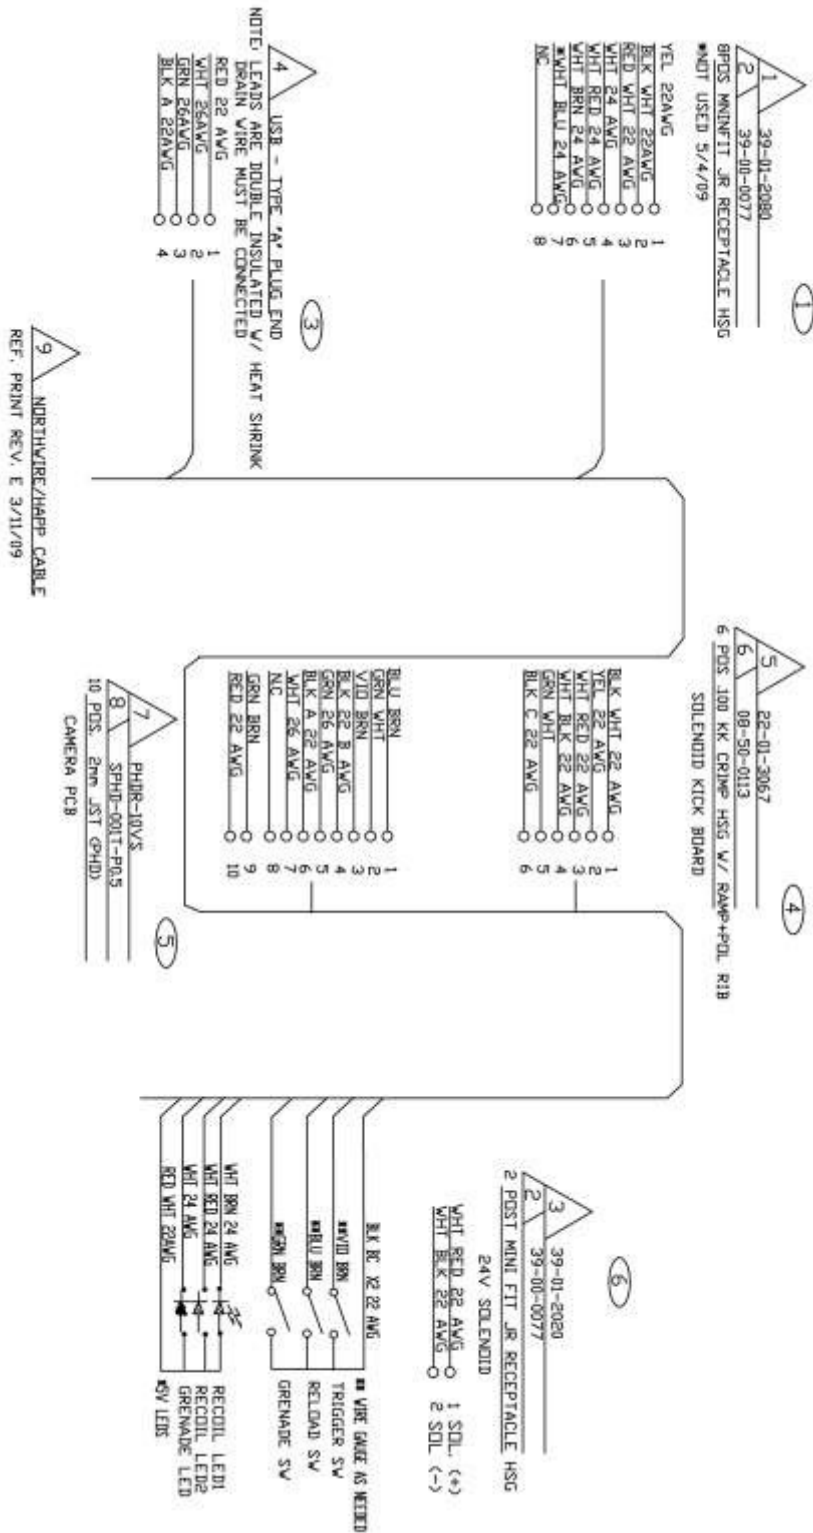 1 39-01-2080
2 39-00-0077
8POS MNINFIT JR RECEPTACLE HSG
*NOT USED 5/4/09
1
YEL 22AWG 1
BLK WHT 22AWG 2
RED WHT 22 AWG 3
WHT 24 AWG 4
WHT RED 24 AWG 5
WHT BRN 24 AWG 6
*WHT BLU 24 AWG 7
NC 8
4 USB - TYPE "A" PLUG END
NOTE: LEADS ARE DOUBLE INSULATED W/ HEAT SHRINK
DRAIN WIRE MUST BE CONNECTED
3
RED 22 AWG 1
WHT 26AWG 2
GRN 26AWG 3
BLK A 22AWG 4
9 NORTHWIRE/HAPP CABLE
REF. PRINT REV. E 3/11/09
5 22-01-3067
6 08-50-0113
6 POS .100 KK CRIMP HSG W/ RAMP+POL RIB
SOLENOID KICK BOARD
4
BLK WHT 22 AWG 1
YEL 22 AWG 2
WHT RED 22 AWG 3
WHT BLK 22 AWG 4
GRN WHT 5
BLK C 22 AWG 6
BLU BRN 1
GRN WHT 2
VIO BRN 3
BLK 22 B AWG 4
GRN 26 AWG 5
BLK A 22 AWG 6
WHT 26 AWG 7
N.C 8
GRN BRN 9
RED 22 AWG 10
7 PHDR-10VS
8 SPHD-001T-P0.5
10 POS. 2mm JST (PHD)
CAMERA PCB
5
3 39-01-2020
2 39-00-0077
2 POST MINI FIT JR RECEPTACLE HSG
24V SOLENOID
6
WHT RED 22 AWG 1 SOL. (+)
WHT BLK 22 AWG 2 SOL (-)
BLK BC X2 22 AWG
** WIRE GAUGE AS NEEDED
**VIO BRN TRIGGER SW
**BLU BRN RELOAD SW
**GRN BRN GRENADE SW
WHT BRN 24 AWG RECOIL LED1
WHT RED 24 AWG RECOIL LED2
WHT 24 AWG GRENADE LED
RED WHT 22AWG *5V LEDS